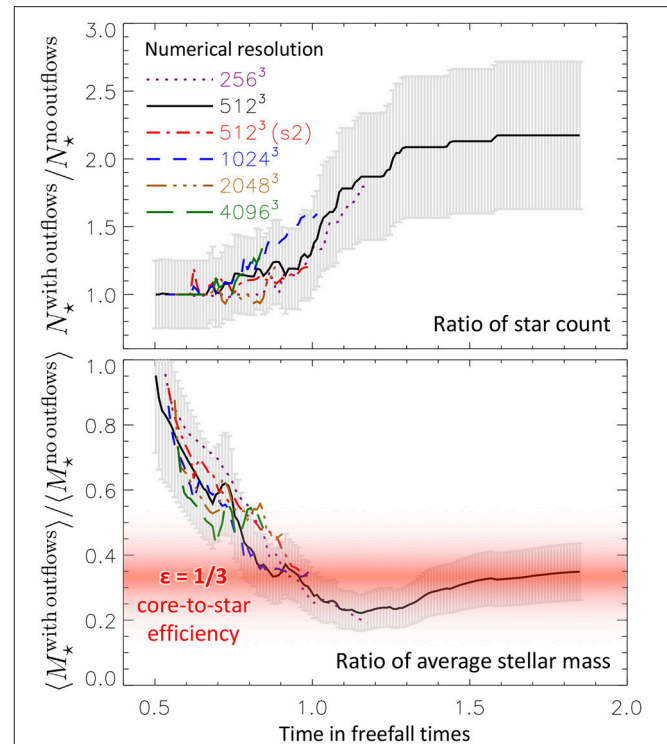 3.0
2.5
2.0
1.5
1.0
N⋆^with outflows / N⋆^no outflows
Numerical resolution
256³
512³
512³ (s2)
1024³
2048³
4096³
Ratio of star count
1.0
0.8
0.6
0.4
0.2
0.0
⟨M⋆^with outflows⟩/⟨M⋆^no outflows⟩
ε = 1/3
core-to-star
efficiency
Ratio of average stellar mass
0.5 1.0 1.5 2.0
Time in freefall times